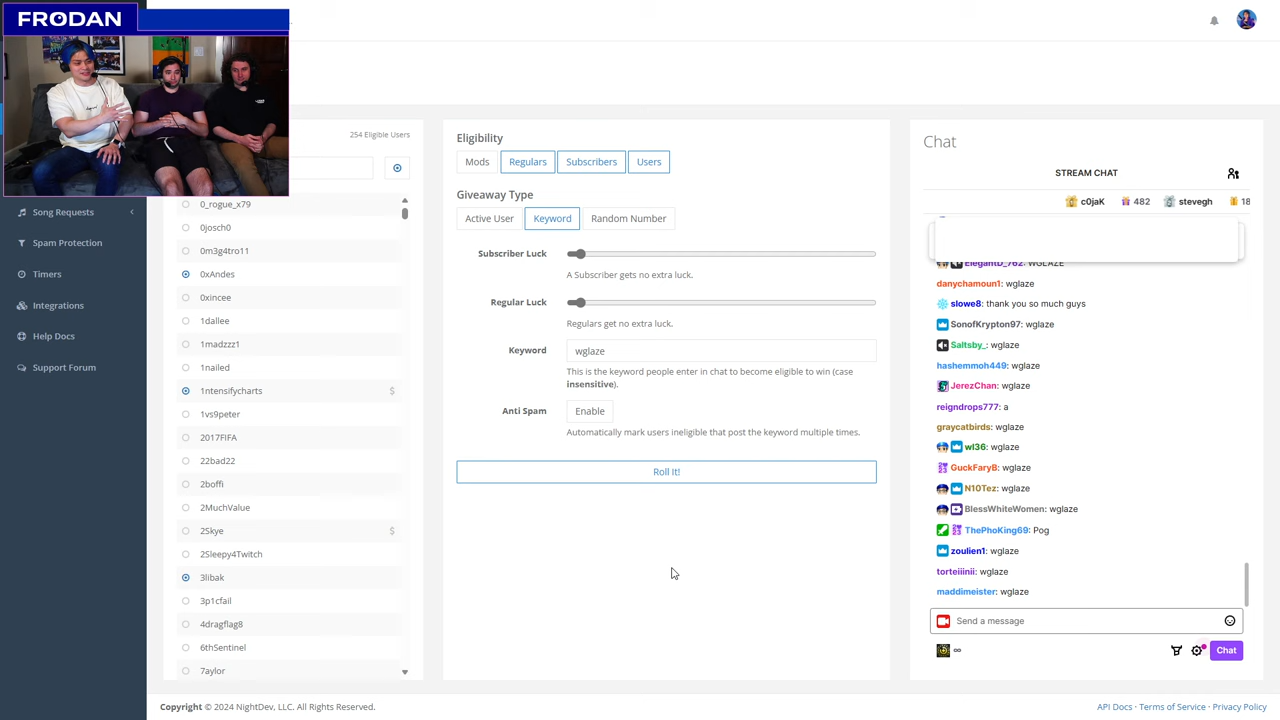 FRODAN
254 Eligible Users
0_rogue_x79
0josch0
0m3g4tro11
0xAndes
0xincee
1dallee
1madzzz1
1nailed
1ntensifycharts $
1vs9peter
2017FIFA
22bad22
2boffi
2MuchValue
2Skye $
2Sleepy4Twitch
3libak
3p1cfail
4dragflag8
6thSentinel
7aylor
Song Requests
Spam Protection
Timers
Integrations
Help Docs
Support Forum
Eligibility
Mods Regulars Subscribers Users
Giveaway Type
Active User Keyword Random Number
Subscriber Luck
A Subscriber gets no extra luck.
Regular Luck
Regulars get no extra luck.
Keyword wglaze
This is the keyword people enter in chat to become eligible to win (case
insensitive).
Anti Spam Enable
Automatically mark users ineligible that post the keyword multiple times.
Roll It!
Chat
STREAM CHAT
c0jaK 482 stevegh 18
ElegantD_762: WGLAZE
danychamoun1: wglaze
slowe8: thank you so much guys
SonofKrypton97: wglaze
Saltsby_: wglaze
hashemmoh449: wglaze
JerezChan: wglaze
reigndrops777: a
graycatbirds: wglaze
wl36: wglaze
GuckFaryB: wglaze
N10Tez: wglaze
BlessWhiteWomen: wglaze
ThePhoKing69: Pog
zoulien1: wglaze
torteiiinii: wglaze
maddimeister: wglaze
Send a message
∞
Chat
Copyright © 2024 NightDev, LLC. All Rights Reserved.
API Docs · Terms of Service · Privacy Policy